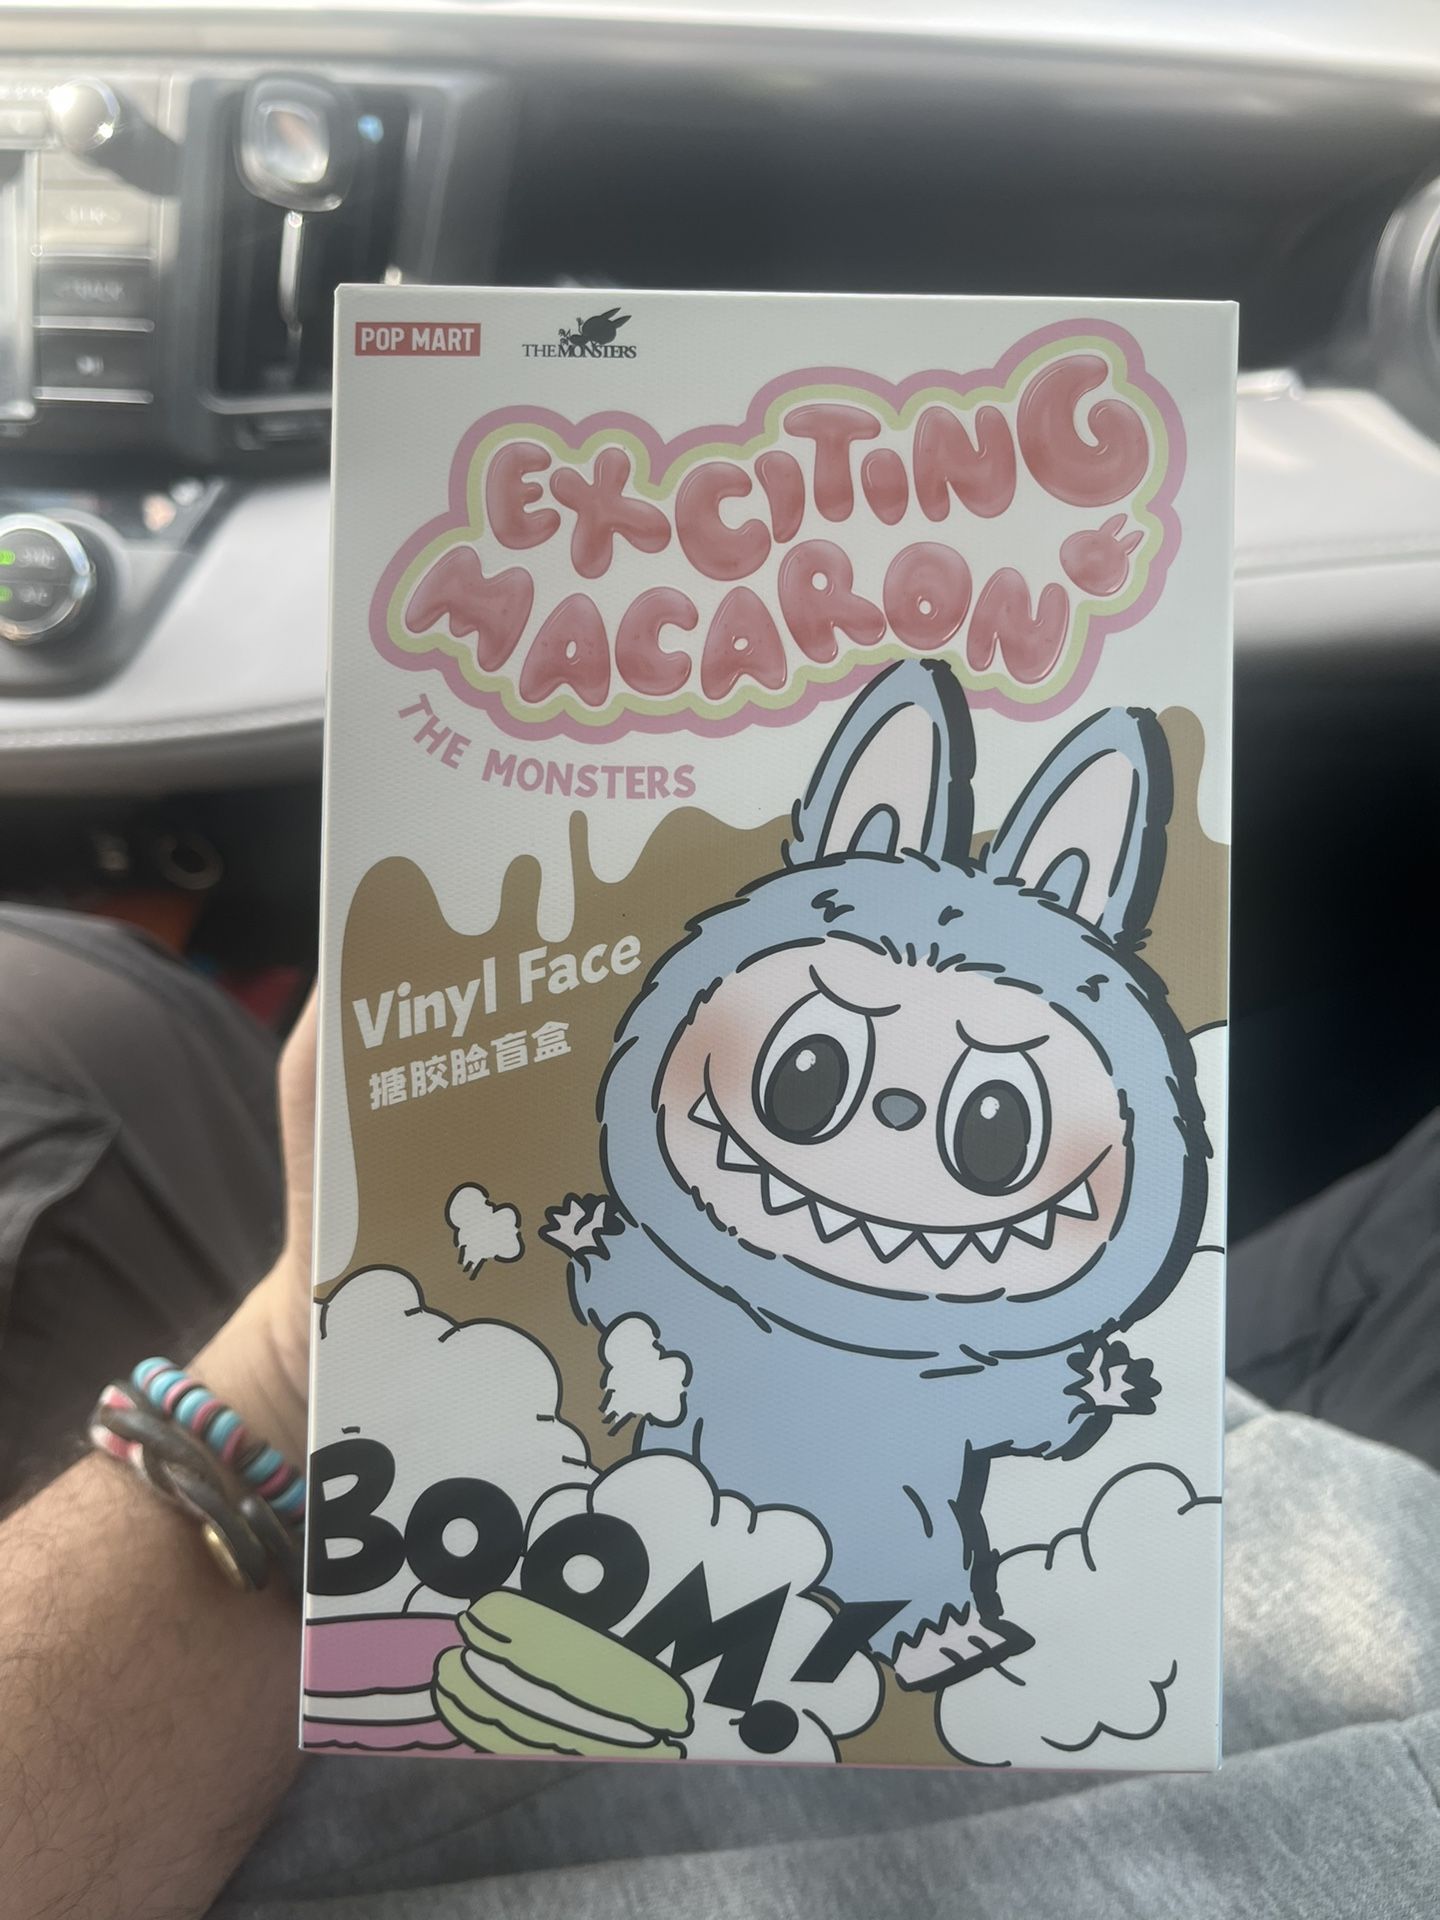 POP MART
THE MONSTERS
EXCITING
MACARON
THE MONSTERS
Vinyl Face
搪胶脸盲盒
BOOM!